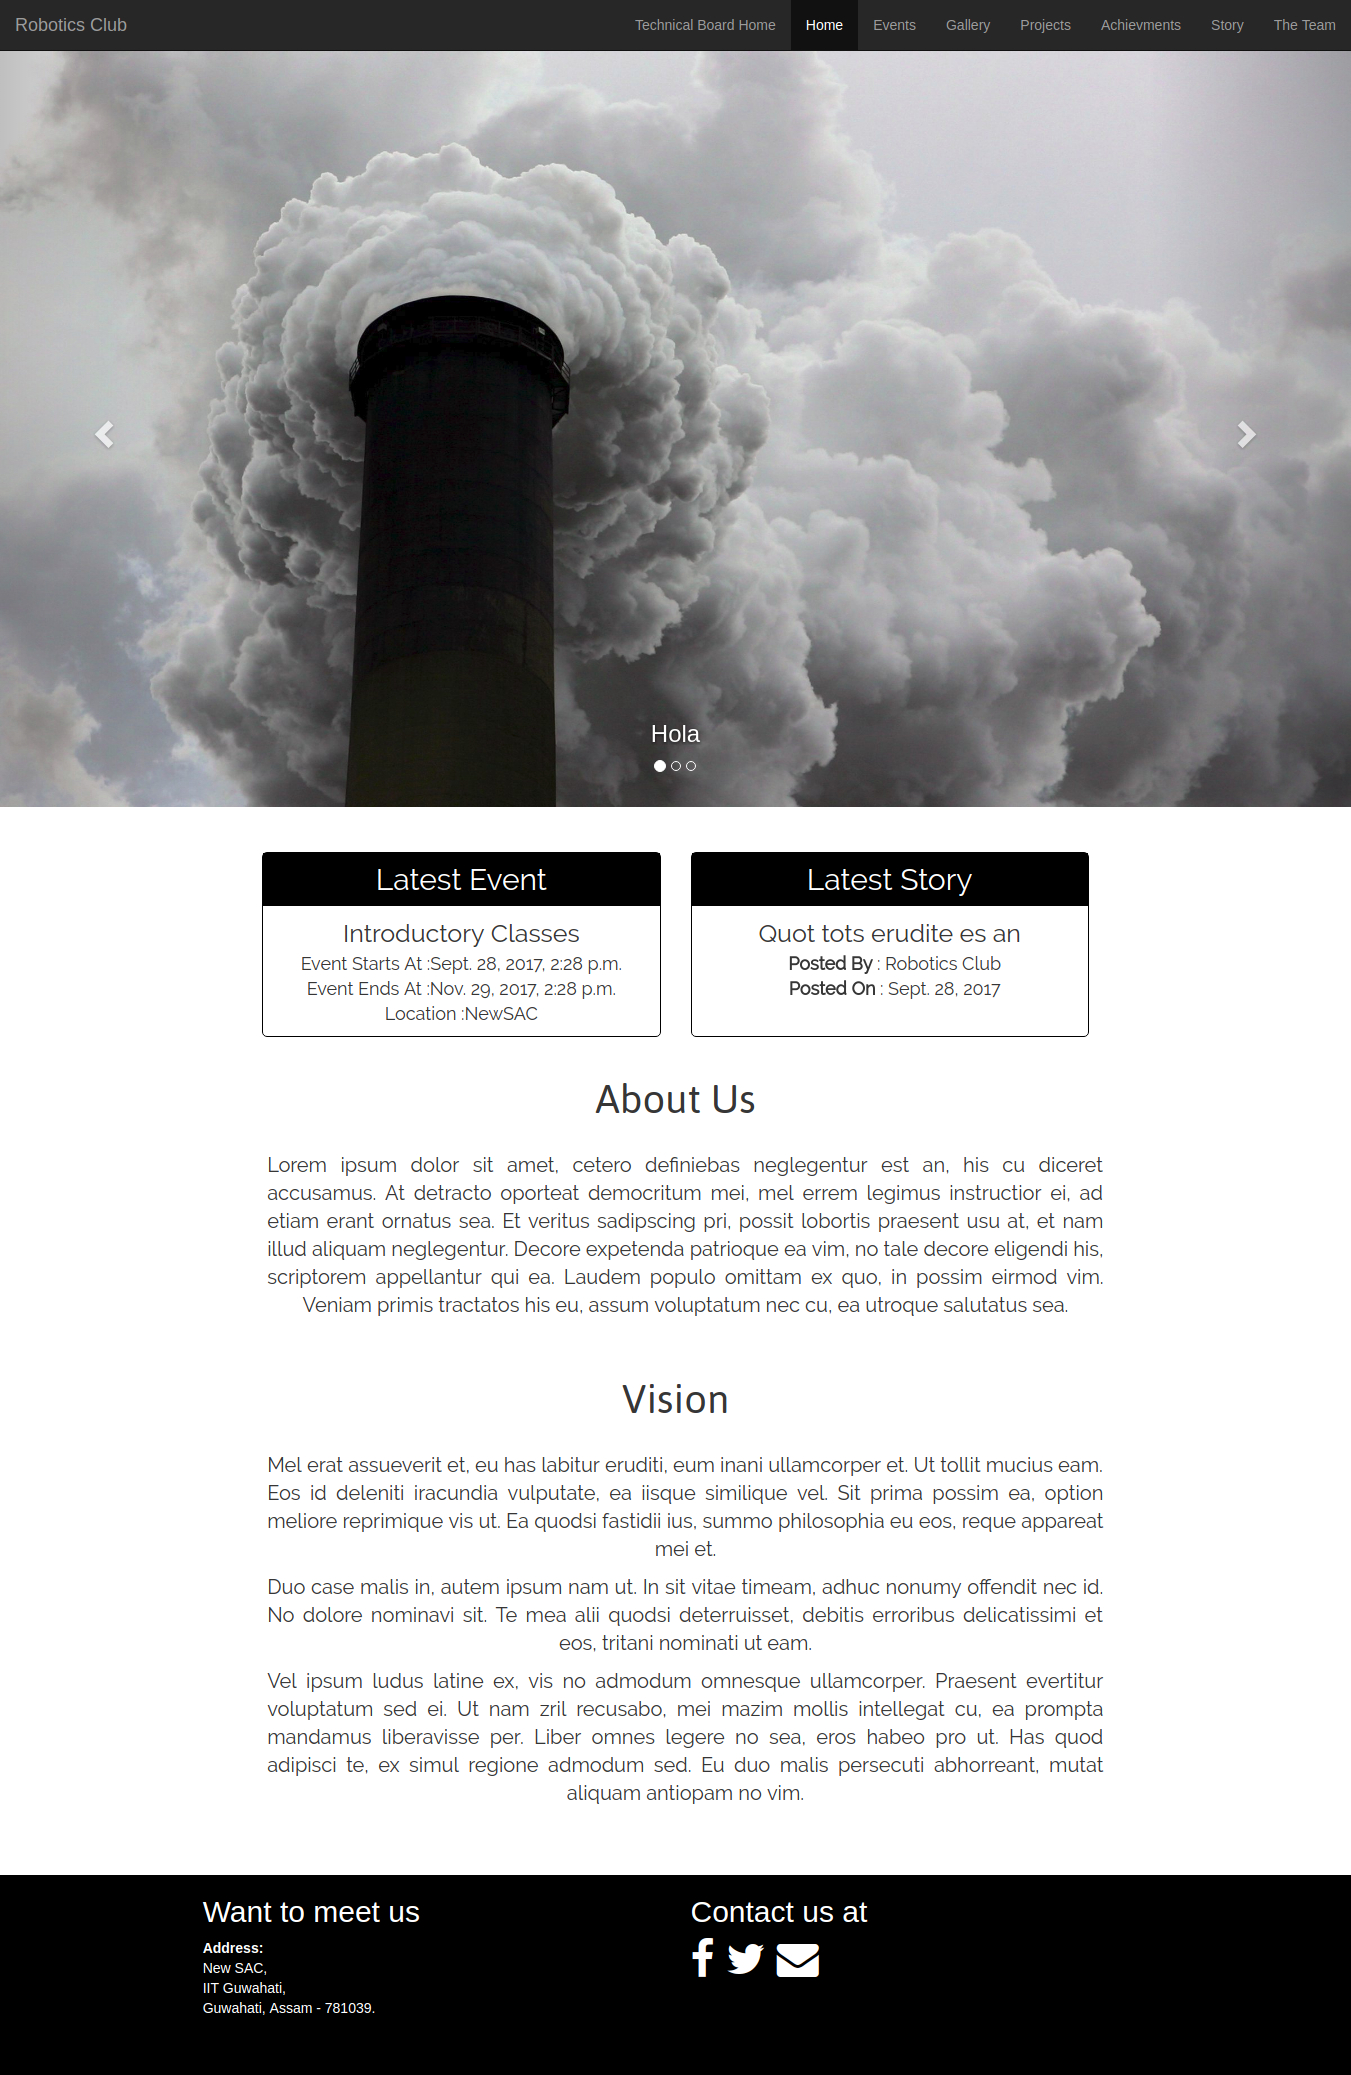 Robotics Club
Technical Board Home
Home
Events
Gallery
Projects
Achievments
Story
The Team
Hola
Latest Event
Introductory Classes
Event Starts At :Sept. 28, 2017, 2:28 p.m.
Event Ends At :Nov. 29, 2017, 2:28 p.m.
Location :NewSAC
Latest Story
Quot tots erudite es an
Posted By : Robotics Club
Posted On : Sept. 28, 2017
About Us
Lorem ipsum dolor sit amet, cetero definiebas neglegentur est an, his cu diceret
accusamus. At detracto oporteat democritum mei, mel errem legimus instructior ei, ad
etiam erant ornatus sea. Et veritus sadipscing pri, possit lobortis praesent usu at, et nam
illud aliquam neglegentur. Decore expetenda patrioque ea vim, no tale decore eligendi his,
scriptorem appellantur qui ea. Laudem populo omittam ex quo, in possim eirmod vim.
Veniam primis tractatos his eu, assum voluptatum nec cu, ea utroque salutatus sea.
Vision
Mel erat assueverit et, eu has labitur eruditi, eum inani ullamcorper et. Ut tollit mucius eam.
Eos id deleniti iracundia vulputate, ea iisque similique vel. Sit prima possim ea, option
meliore reprimique vis ut. Ea quodsi fastidii ius, summo philosophia eu eos, reque appareat
mei et.
Duo case malis in, autem ipsum nam ut. In sit vitae timeam, adhuc nonumy offendit nec id.
No dolore nominavi sit. Te mea alii quodsi deterruisset, debitis erroribus delicatissimi et
eos, tritani nominati ut eam.
Vel ipsum ludus latine ex, vis no admodum omnesque ullamcorper. Praesent evertitur
voluptatum sed ei. Ut nam zril recusabo, mei mazim mollis intellegat cu, ea prompta
mandamus liberavisse per. Liber omnes legere no sea, eros habeo pro ut. Has quod
adipisci te, ex simul regione admodum sed. Eu duo malis persecuti abhorreant, mutat
aliquam antiopam no vim.
Want to meet us
Address:
New SAC,
IIT Guwahati,
Guwahati, Assam - 781039.
Contact us at